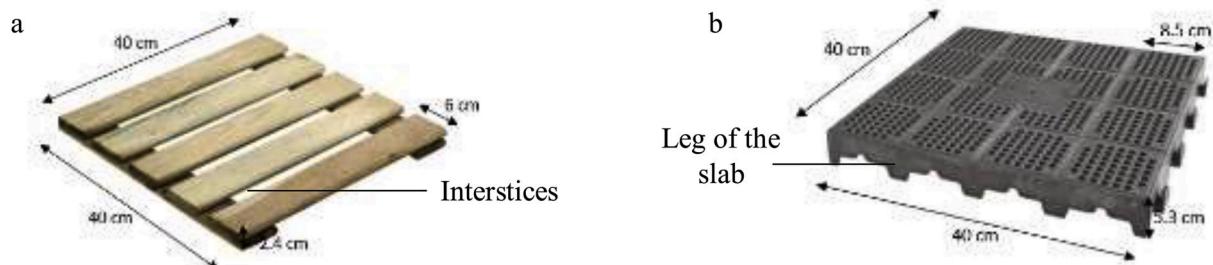 a
40 cm
6 cm
Interstices
40 cm
2.4 cm
b
8.5 cm
40 cm
Leg of the
slab
5.3 cm
40 cm